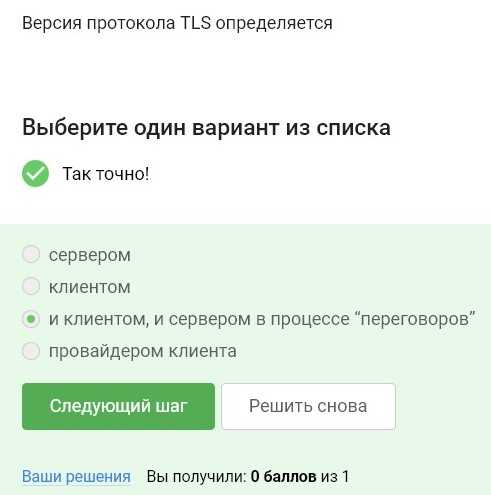 Версия протокола TLS определяется
Выберите один вариант из списка
Так точно!
сервером
клиентом
и клиентом, и сервером в процессе “переговоров”
провайдером клиента
Следующий шаг
Решить снова
Ваши решения Вы получили: 0 баллов из 1